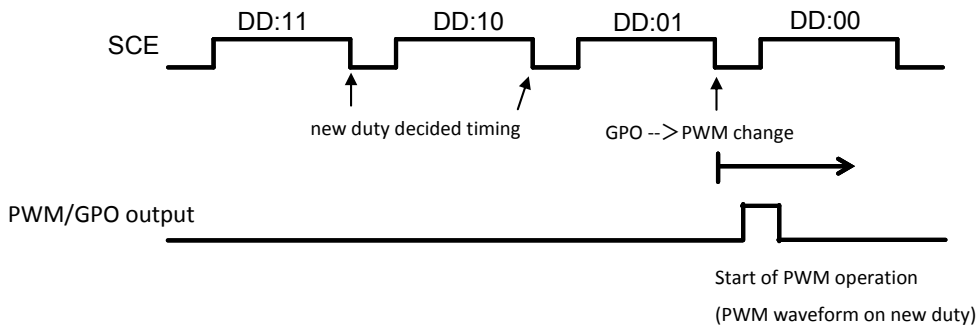 DD:11 DD:10 DD:01 DD:00
SCE
new duty decided timing
GPO -->PWM change
PWM/GPO output
Start of PWM operation
(PWM waveform on new duty)